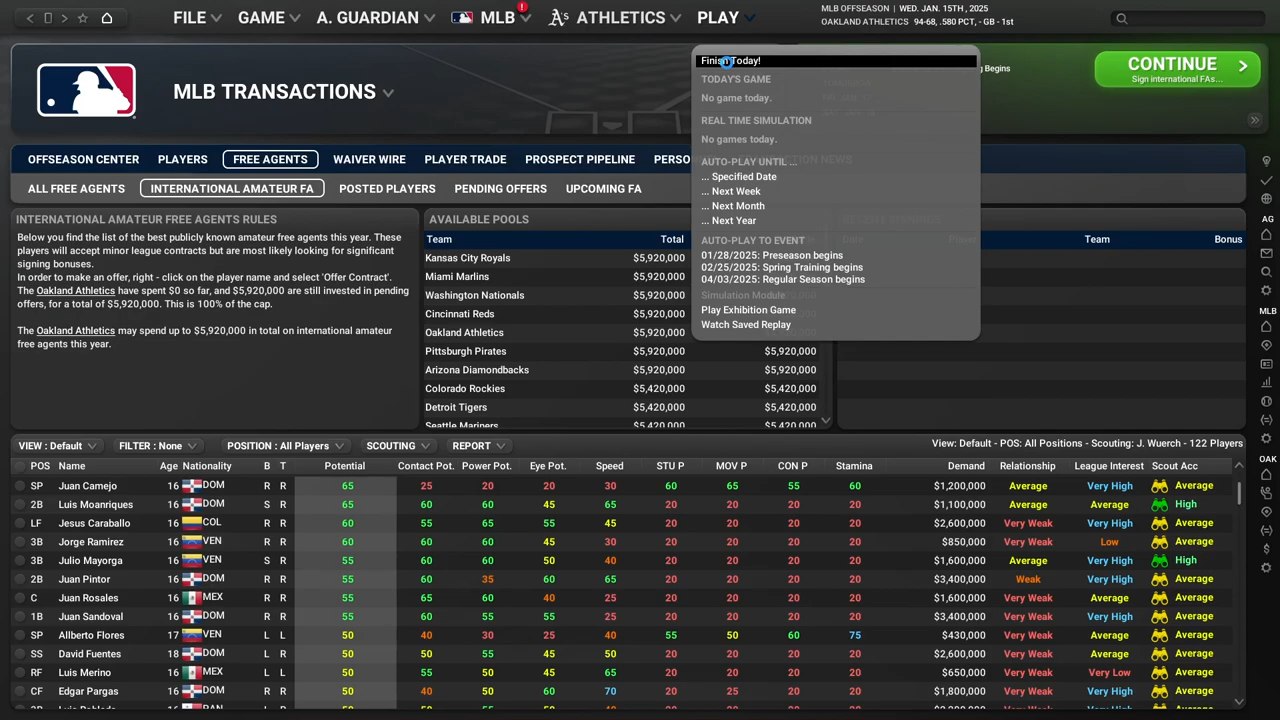 FILE
GAME
A. GUARDIAN
MLB
!
ATHLETICS
PLAY
MLB OFFSEASON | WED. JAN. 15TH , 2025
OAKLAND ATHLETICS 94-68, .580 PCT, - GB - 1st
MLB TRANSACTIONS
CONTINUE
Sign international FAs...
g Begins
Finish Today!
TODAY'S GAME
No game today.
REAL TIME SIMULATION
No games today.
AUTO-PLAY UNTIL ...
... Specified Date
... Next Week
... Next Month
... Next Year
AUTO-PLAY TO EVENT
01/28/2025: Preseason begins
02/25/2025: Spring Training begins
04/03/2025: Regular Season begins
Simulation Module
Play Exhibition Game
Watch Saved Replay
OFFSEASON CENTER PLAYERS FREE AGENTS WAIVER WIRE PLAYER TRADE PROSPECT PIPELINE PERSO
ALL FREE AGENTS INTERNATIONAL AMATEUR FA POSTED PLAYERS PENDING OFFERS UPCOMING FA
INTERNATIONAL AMATEUR FREE AGENTS RULES
Below you find the list of the best publicly known amateur free agents this year. These
players will accept minor league contracts but are most likely looking for significant
signing bonuses.
In order to make an offer, right - click on the player name and select 'Offer Contract'.
The Oakland Athletics have spent $0 so far, and $5,920,000 are still invested in pending
offers, for a total of $5,920,000. This is 100% of the cap.
The Oakland Athletics may spend up to $5,920,000 in total on international amateur
free agents this year.
AVAILABLE POOLS
Team Total
Kansas City Royals $5,920,000
Miami Marlins $5,920,000
Washington Nationals $5,920,000
Cincinnati Reds $5,920,000
Oakland Athletics $5,920,000
Pittsburgh Pirates $5,920,000 $5,920,000
Arizona Diamondbacks $5,920,000 $5,920,000
Colorado Rockies $5,420,000 $5,420,000
Detroit Tigers $5,420,000 $5,420,000
Seattle Mariners $5,420,000 $5,420,000
Date Player Team Bonus
VIEW : Default FILTER : None POSITION : All Players SCOUTING REPORT View: Default - POS: All Positions - Scouting: J. Wuerch - 122 Players
POS Name Age Nationality B T Potential Contact Pot. Power Pot. Eye Pot. Speed STU P MOV P CON P Stamina Demand Relationship League Interest Scout Acc
SP Juan Camejo 16 DOM R R 65 25 20 20 30 60 65 55 60 $1,200,000 Average Very High Average
2B Luis Moanriques 16 DOM S R 65 60 60 45 65 20 20 20 20 $1,100,000 Average Average High
LF Jesus Caraballo 16 COL R R 60 55 65 55 45 20 20 20 20 $2,600,000 Very Weak Very High Average
3B Jorge Ramirez 16 VEN R R 60 60 60 45 30 20 20 20 20 $850,000 Very Weak Low Average
3B Julio Mayorga 16 VEN S R 55 60 60 50 40 20 20 20 20 $1,600,000 Average Very High High
2B Juan Pintor 16 DOM R R 55 60 35 60 65 20 20 20 20 $3,400,000 Weak Very High Average
C Juan Rosales 16 MEX R R 55 65 60 40 25 20 20 20 20 $1,600,000 Very Weak Average Average
1B Juan Sandoval 16 DOM R R 55 60 55 55 25 20 20 20 20 $3,400,000 Very Weak Very High Average
SP Allberto Flores 17 VEN L L 50 40 30 25 40 55 50 60 75 $430,000 Very Weak Average Average
SS David Fuentes 18 DOM L R 50 50 55 45 50 20 20 20 20 $2,600,000 Very Weak Average Average
RF Luis Merino 16 MEX L L 50 55 50 45 60 20 20 20 20 $650,000 Very Weak Very Low Average
CF Edgar Pargas 16 DOM R R 50 40 50 60 70 20 25 20 20 $1,800,000 Very Weak Very High Average
AG
MLB
OAK